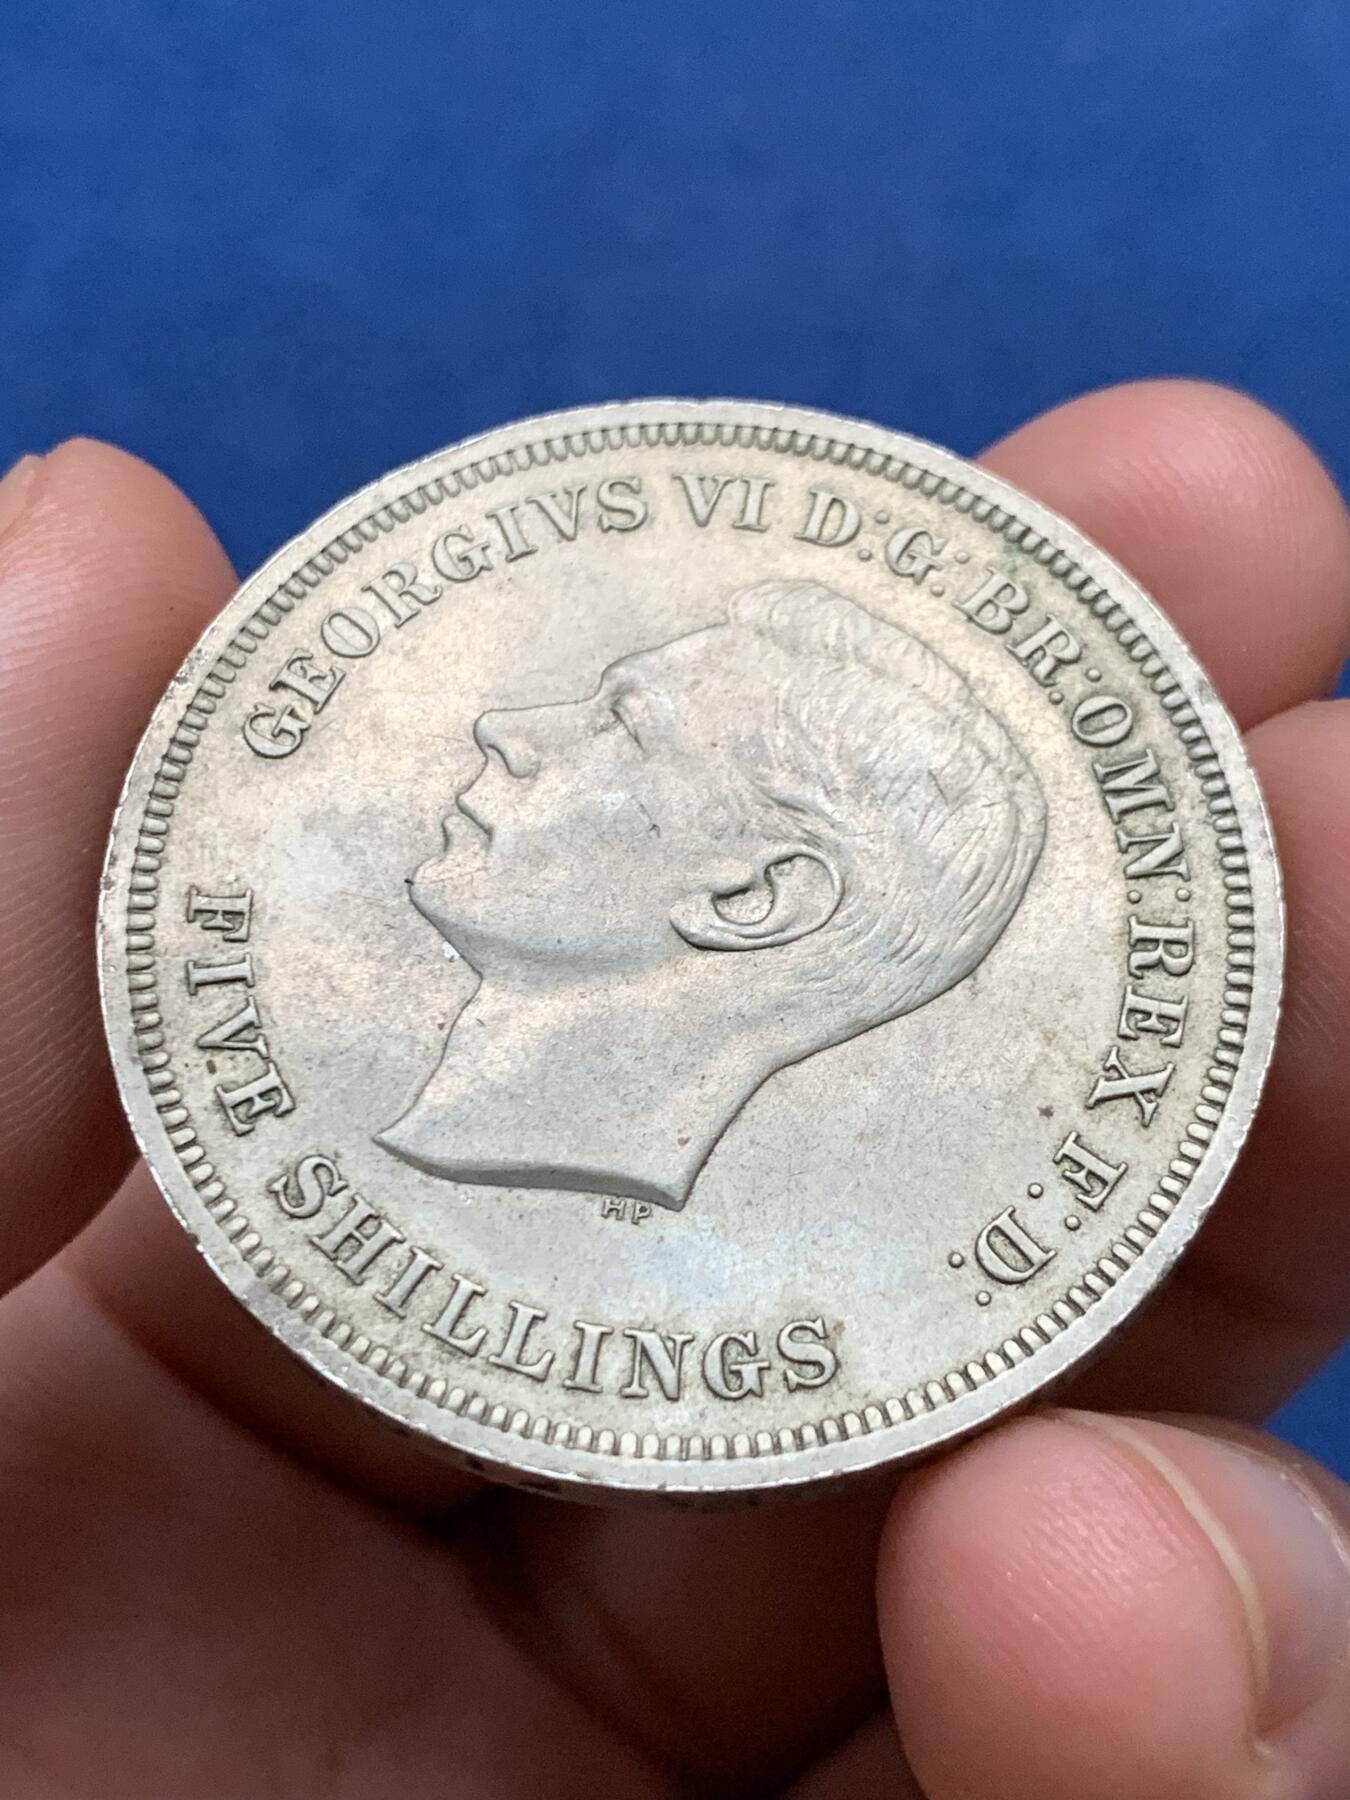 GEORGIVS VI D:G:BR:OMN:REX F:D:
FIVE SHILLINGS
HP